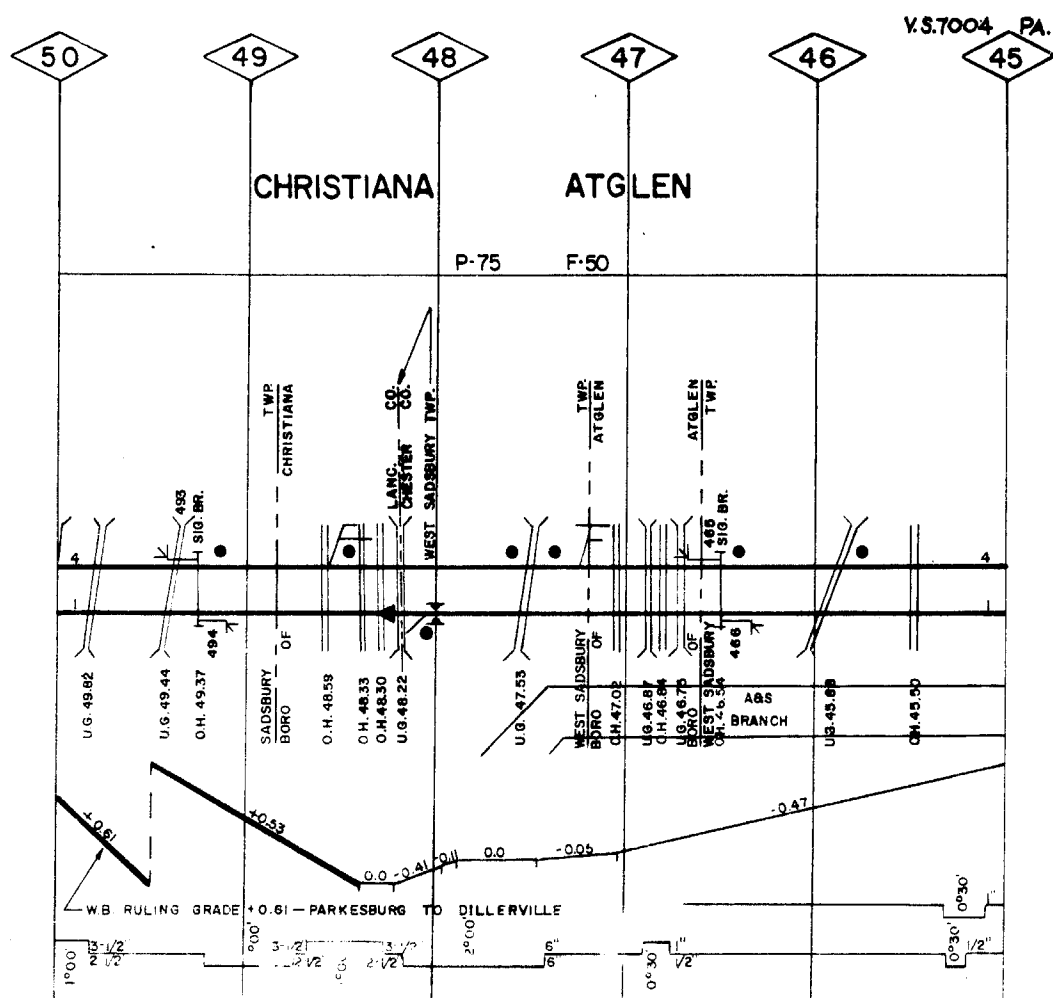 V.S.7004 PA.
50 49 48 47 46 45
CHRISTIANA ATGLEN
P-75 F-50
TWP.
CHRISTIANA
LANC. CO.
CHESTER CO.
WEST SADSBURY TWP.
TWP.
ATGLEN
ATGLEN
TWP.
493
SIG. BR.
465
SIG. BR.
4 4
1 1
494
466
U.G. 49.82
U.G. 49.44
O.H. 49.37
SADSBURY
BORO OF
O.H. 48.59
O.H. 48.33
O.H. 48.30
U.G. 48.22
U.G. 47.53
WEST SADSBURY
BORO OF
O.H. 47.02
U.G. 46.87
O.H. 46.84
U.G. 46.75
BORO OF
WEST SADSBURY
O.H. 46.54
A&S
BRANCH
U.G. 45.88
O.H. 45.50
+0.61
+0.53
0.0
-0.41
-0.11
0.0
-0.05
-0.47
W.B. RULING GRADE +0.61 – PARKESBURG TO DILLERVILLE
0°30'
1"
1°00'
3-1/2"
2-1/2"
3-1/2"
2-1/2"
3-1/2"
2-1/2"
2°00'
6"
6"
0°30'
1"
1/2"
0°30'
1/2"